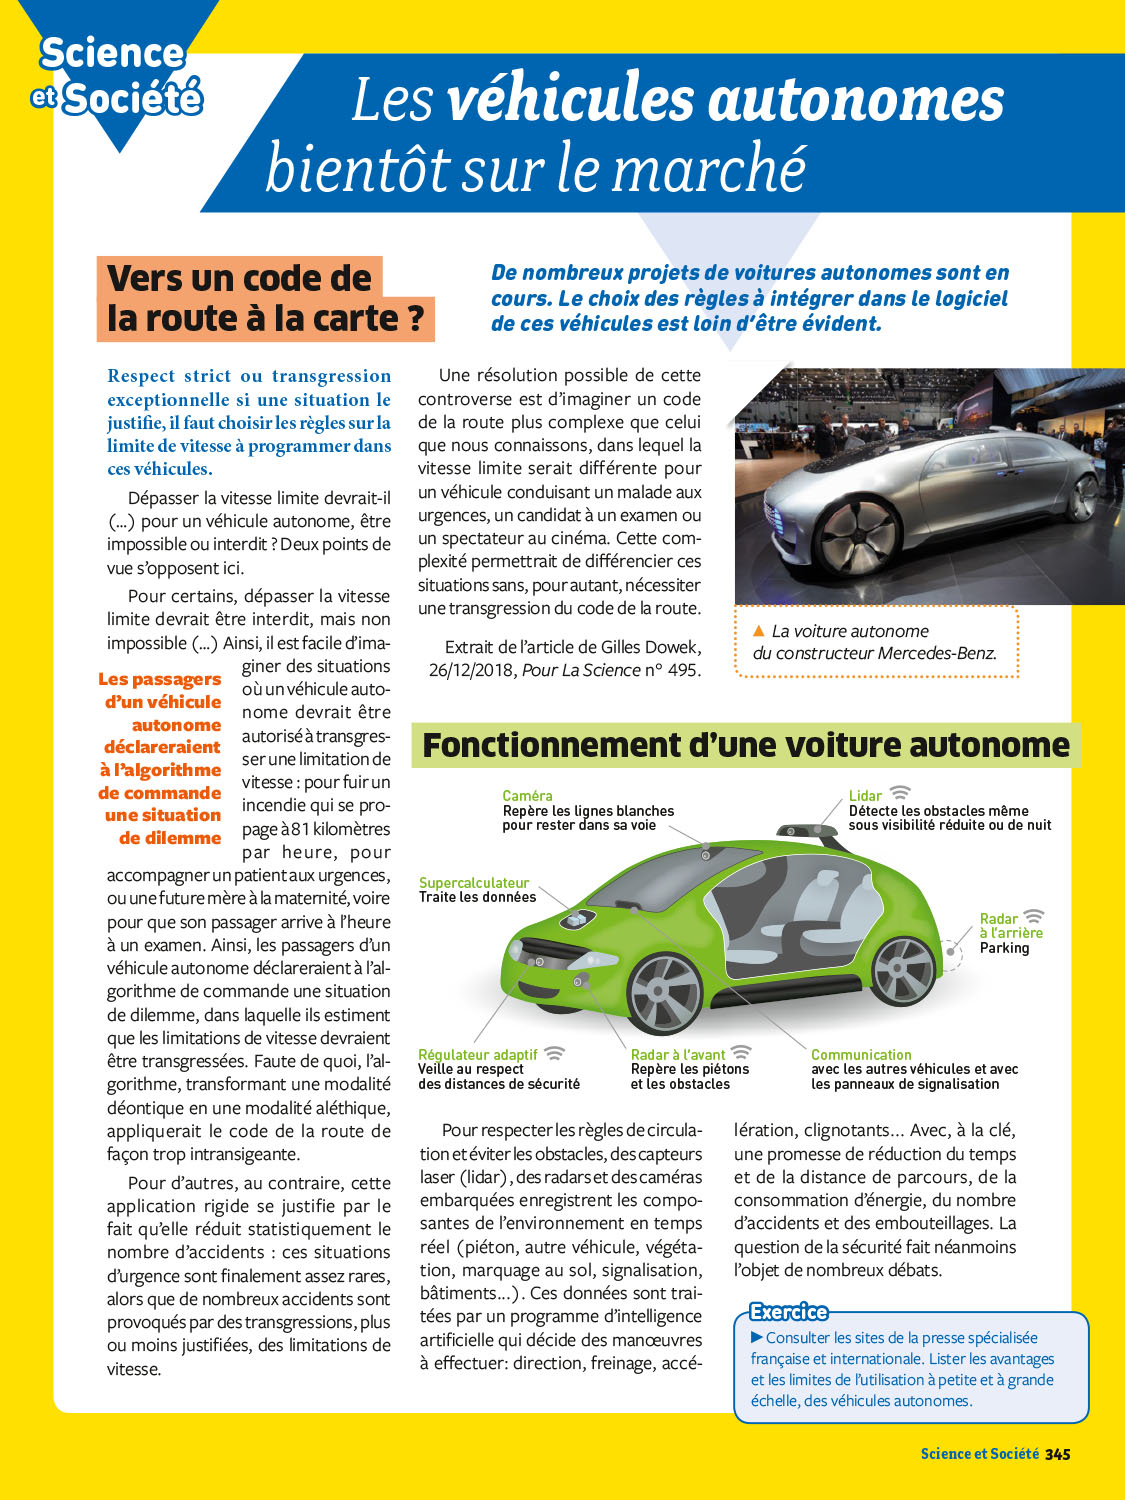 Science
et Société
Les véhicules autonomes
bientôt sur le marché
Vers un code de
la route à la carte ?
De nombreux projets de voitures autonomes sont en
cours. Le choix des règles à intégrer dans le logiciel
de ces véhicules est loin d'être évident.
Respect strict ou transgression
exceptionnelle si une situation le
justifie, il faut choisir les règles sur la
limite de vitesse à programmer dans
ces véhicules.
Dépasser la vitesse limite devrait-il
(...) pour un véhicule autonome, être
impossible ou interdit ? Deux points de
vue s'opposent ici.
Pour certains, dépasser la vitesse
limite devrait être interdit, mais non
impossible (...) Ainsi, il est facile d'ima-
giner des situations
où un véhicule auto-
nome devrait être
autorisé à transgres-
ser une limitation de
vitesse : pour fuir un
incendie qui se pro-
page à 81 kilomètres
par heure, pour
accompagner un patient aux urgences,
ou une future mère à la maternité, voire
pour que son passager arrive à l'heure
à un examen. Ainsi, les passagers d'un
véhicule autonome déclareraient à l'al-
gorithme de commande une situation
de dilemme, dans laquelle ils estiment
que les limitations de vitesse devraient
être transgressées. Faute de quoi, l'al-
gorithme, transformant une modalité
déontique en une modalité aléthique,
appliquerait le code de la route de
façon trop intransigeante.
Pour d'autres, au contraire, cette
application rigide se justifie par le
fait qu'elle réduit statistiquement le
nombre d'accidents : ces situations
d'urgence sont finalement assez rares,
alors que de nombreux accidents sont
provoqués par des transgressions, plus
ou moins justifiées, des limitations de
vitesse.
Les passagers
d'un véhicule
autonome
déclareraient
à l'algorithme
de commande
une situation
de dilemme
Une résolution possible de cette
controverse est d'imaginer un code
de la route plus complexe que celui
que nous connaissons, dans lequel la
vitesse limite serait différente pour
un véhicule conduisant un malade aux
urgences, un candidat à un examen ou
un spectateur au cinéma. Cette com-
plexité permettrait de différencier ces
situations sans, pour autant, nécessiter
une transgression du code de la route.
Extrait de l'article de Gilles Dowek,
26/12/2018, Pour La Science n° 495.
▲ La voiture autonome
du constructeur Mercedes-Benz.
Fonctionnement d'une voiture autonome
Caméra
Repère les lignes blanches
pour rester dans sa voie
Lidar
Détecte les obstacles même
sous visibilité réduite ou de nuit
Supercalculateur
Traite les données
Radar
à l'arrière
Parking
Régulateur adaptif
Veille au respect
des distances de sécurité
Radar à l'avant
Repère les piétons
et les obstacles
Communication
avec les autres véhicules et avec
les panneaux de signalisation
Pour respecter les règles de circula-
tion et éviter les obstacles, des capteurs
laser (lidar), des radars et des caméras
embarquées enregistrent les compo-
santes de l'environnement en temps
réel (piéton, autre véhicule, végéta-
tion, marquage au sol, signalisation,
bâtiments...). Ces données sont trai-
tées par un programme d'intelligence
artificielle qui décide des manœuvres
à effectuer: direction, freinage, accé-
lération, clignotants... Avec, à la clé,
une promesse de réduction du temps
et de la distance de parcours, de la
consommation d'énergie, du nombre
d'accidents et des embouteillages. La
question de la sécurité fait néanmoins
l'objet de nombreux débats.
Exercice
▶ Consulter les sites de la presse spécialisée
française et internationale. Lister les avantages
et les limites de l'utilisation à petite et à grande
échelle, des véhicules autonomes.
Science et Société 345